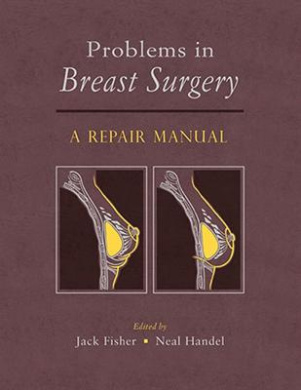 Problems in
Breast Surgery
A REPAIR MANUAL
Edited by
Jack Fisher ▪ Neal Handel